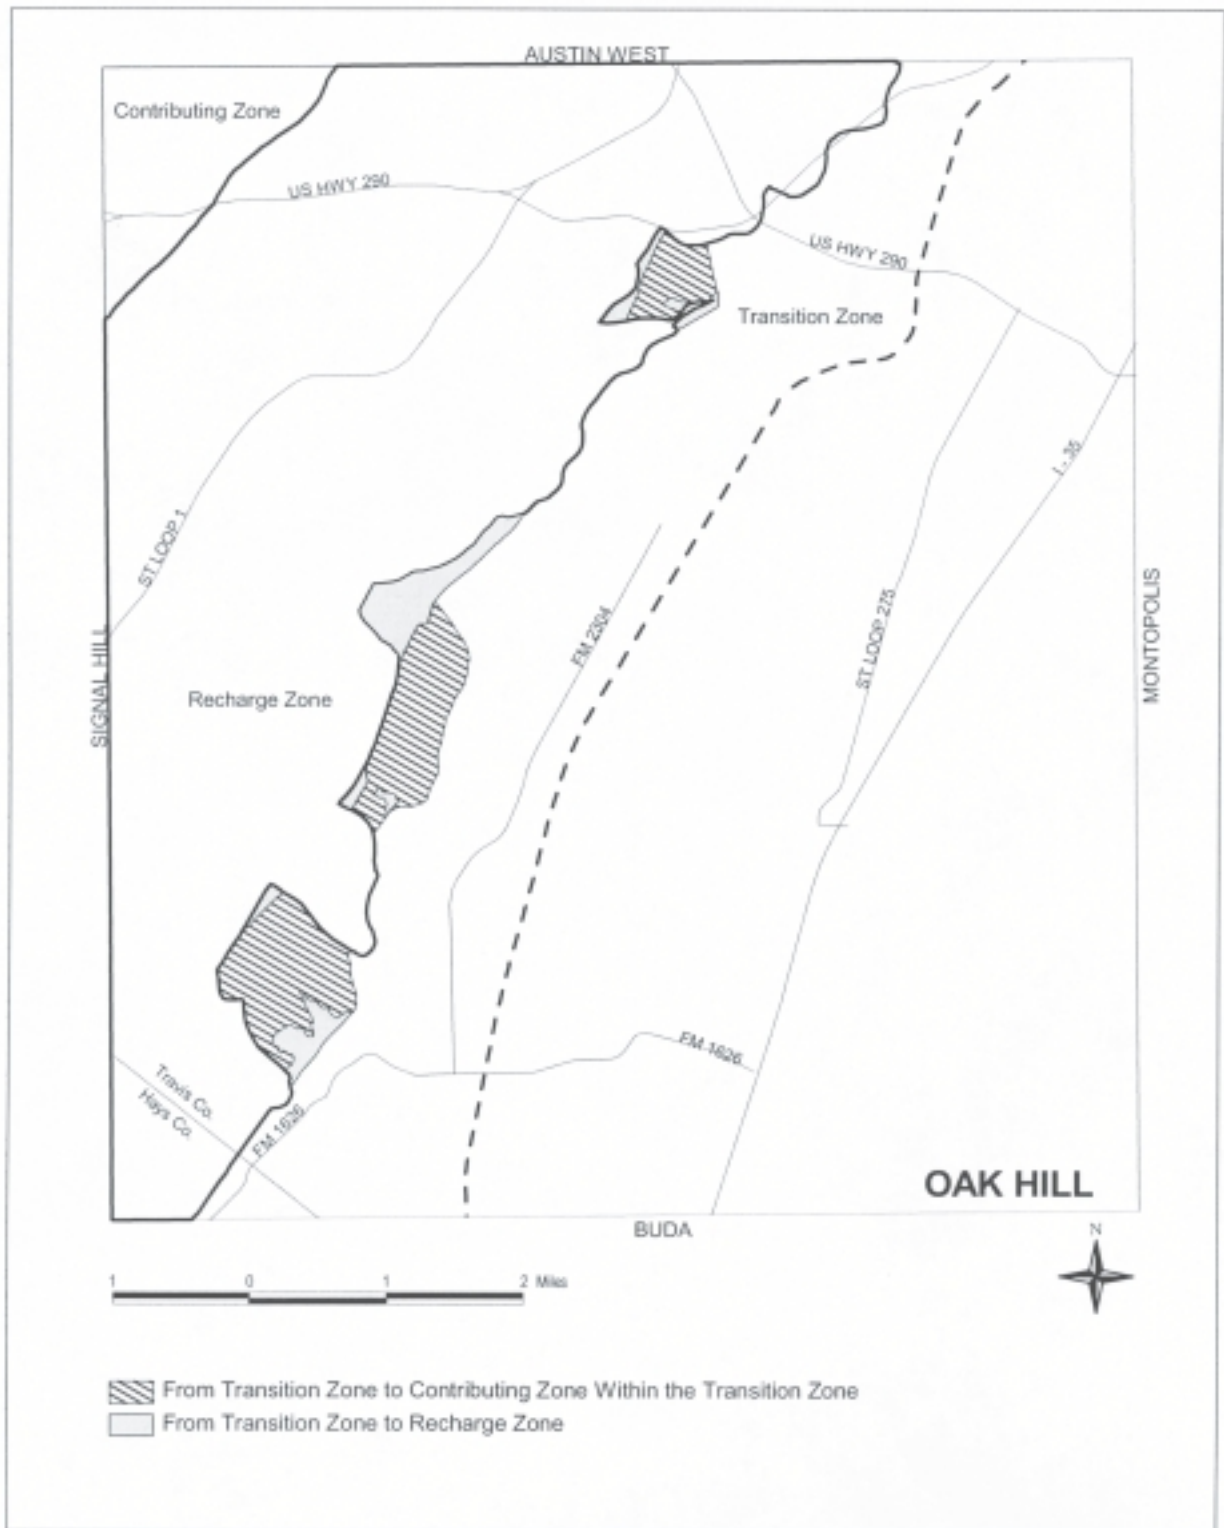 AUSTIN WEST
Contributing Zone
US HWY 290
US HWY 290
Transition Zone
I - 35
ST LOOP 1
FM 2304
ST LOOP 275
MONTOPOLIS
SIGNAL HILL
Recharge Zone
FM 1626
Travis Co.
Hays Co.
FM 1626
OAK HILL
BUDA
N
1 0 1 2 Miles
From Transition Zone to Contributing Zone Within the Transition Zone
From Transition Zone to Recharge Zone